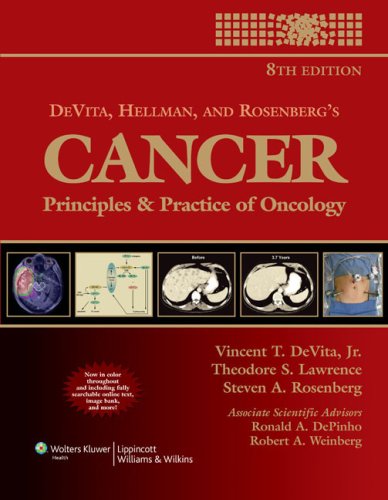 8TH EDITION
DEVITA, HELLMAN, AND ROSENBERG'S
CANCER
Principles & Practice of Oncology
Before
3.7 Years
Vincent T. DeVita, Jr.
Theodore S. Lawrence
Steven A. Rosenberg
Associate Scientific Advisors
Ronald A. DePinho
Robert A. Weinberg
Now in color
throughout
and including fully
searchable online text,
image bank,
and more!
Wolters Kluwer
Health
Lippincott
Williams & Wilkins